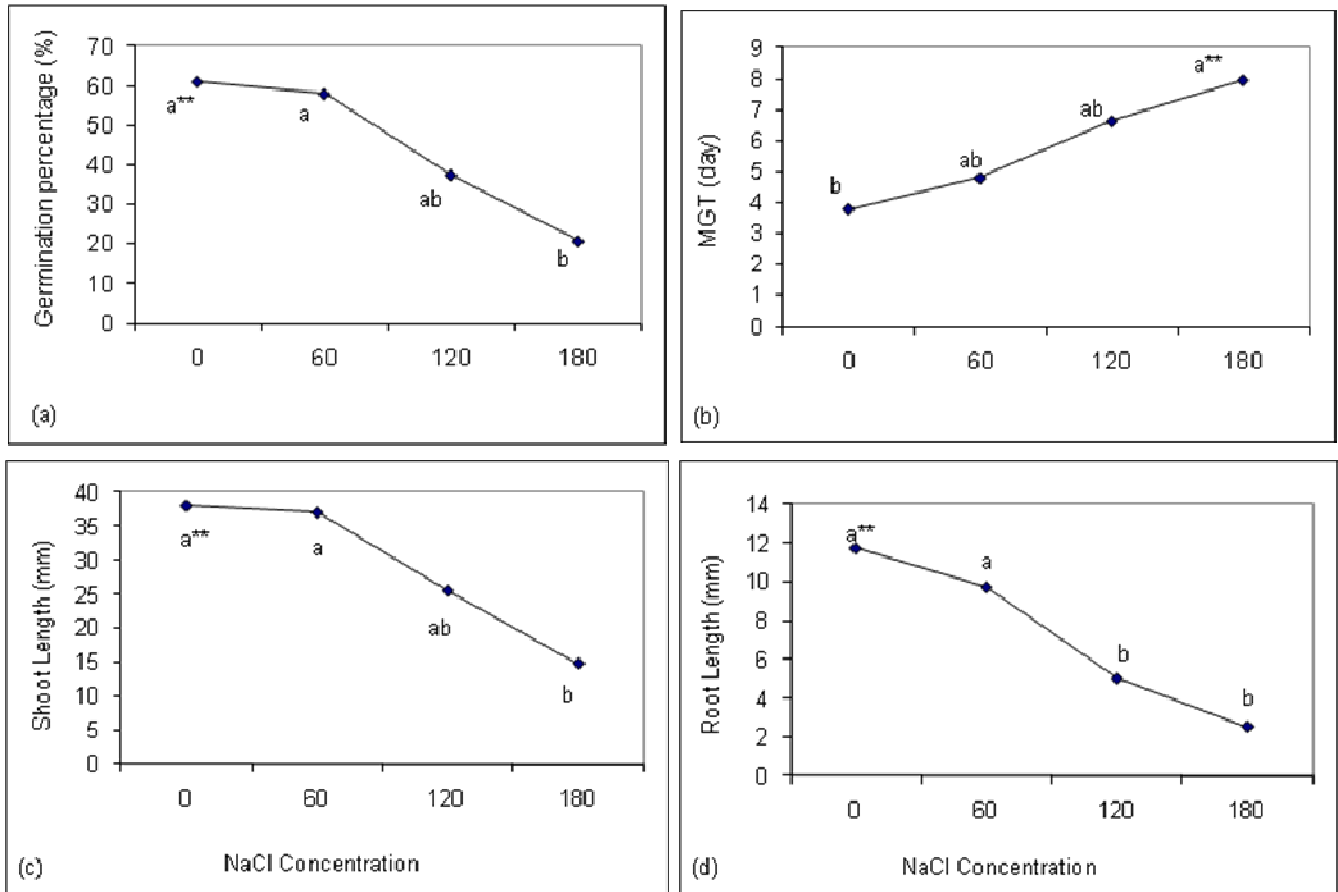 Germination percentage (%)
70
60
50
40
30
20
10
0
a**
a
ab
b
0 60 120 180
(a)
MGT (day)
9
8
7
6
5
4
3
2
1
0
b
ab
ab
a**
0 60 120 180
(b)
Shoot Length (mm)
40
35
30
25
20
15
10
5
0
a**
a
ab
b
0 60 120 180
(c) NaCl Concentration
Root Length (mm)
14
12
10
8
6
4
2
0
a**
a
b
b
0 60 120 180
(d) NaCl Concentration